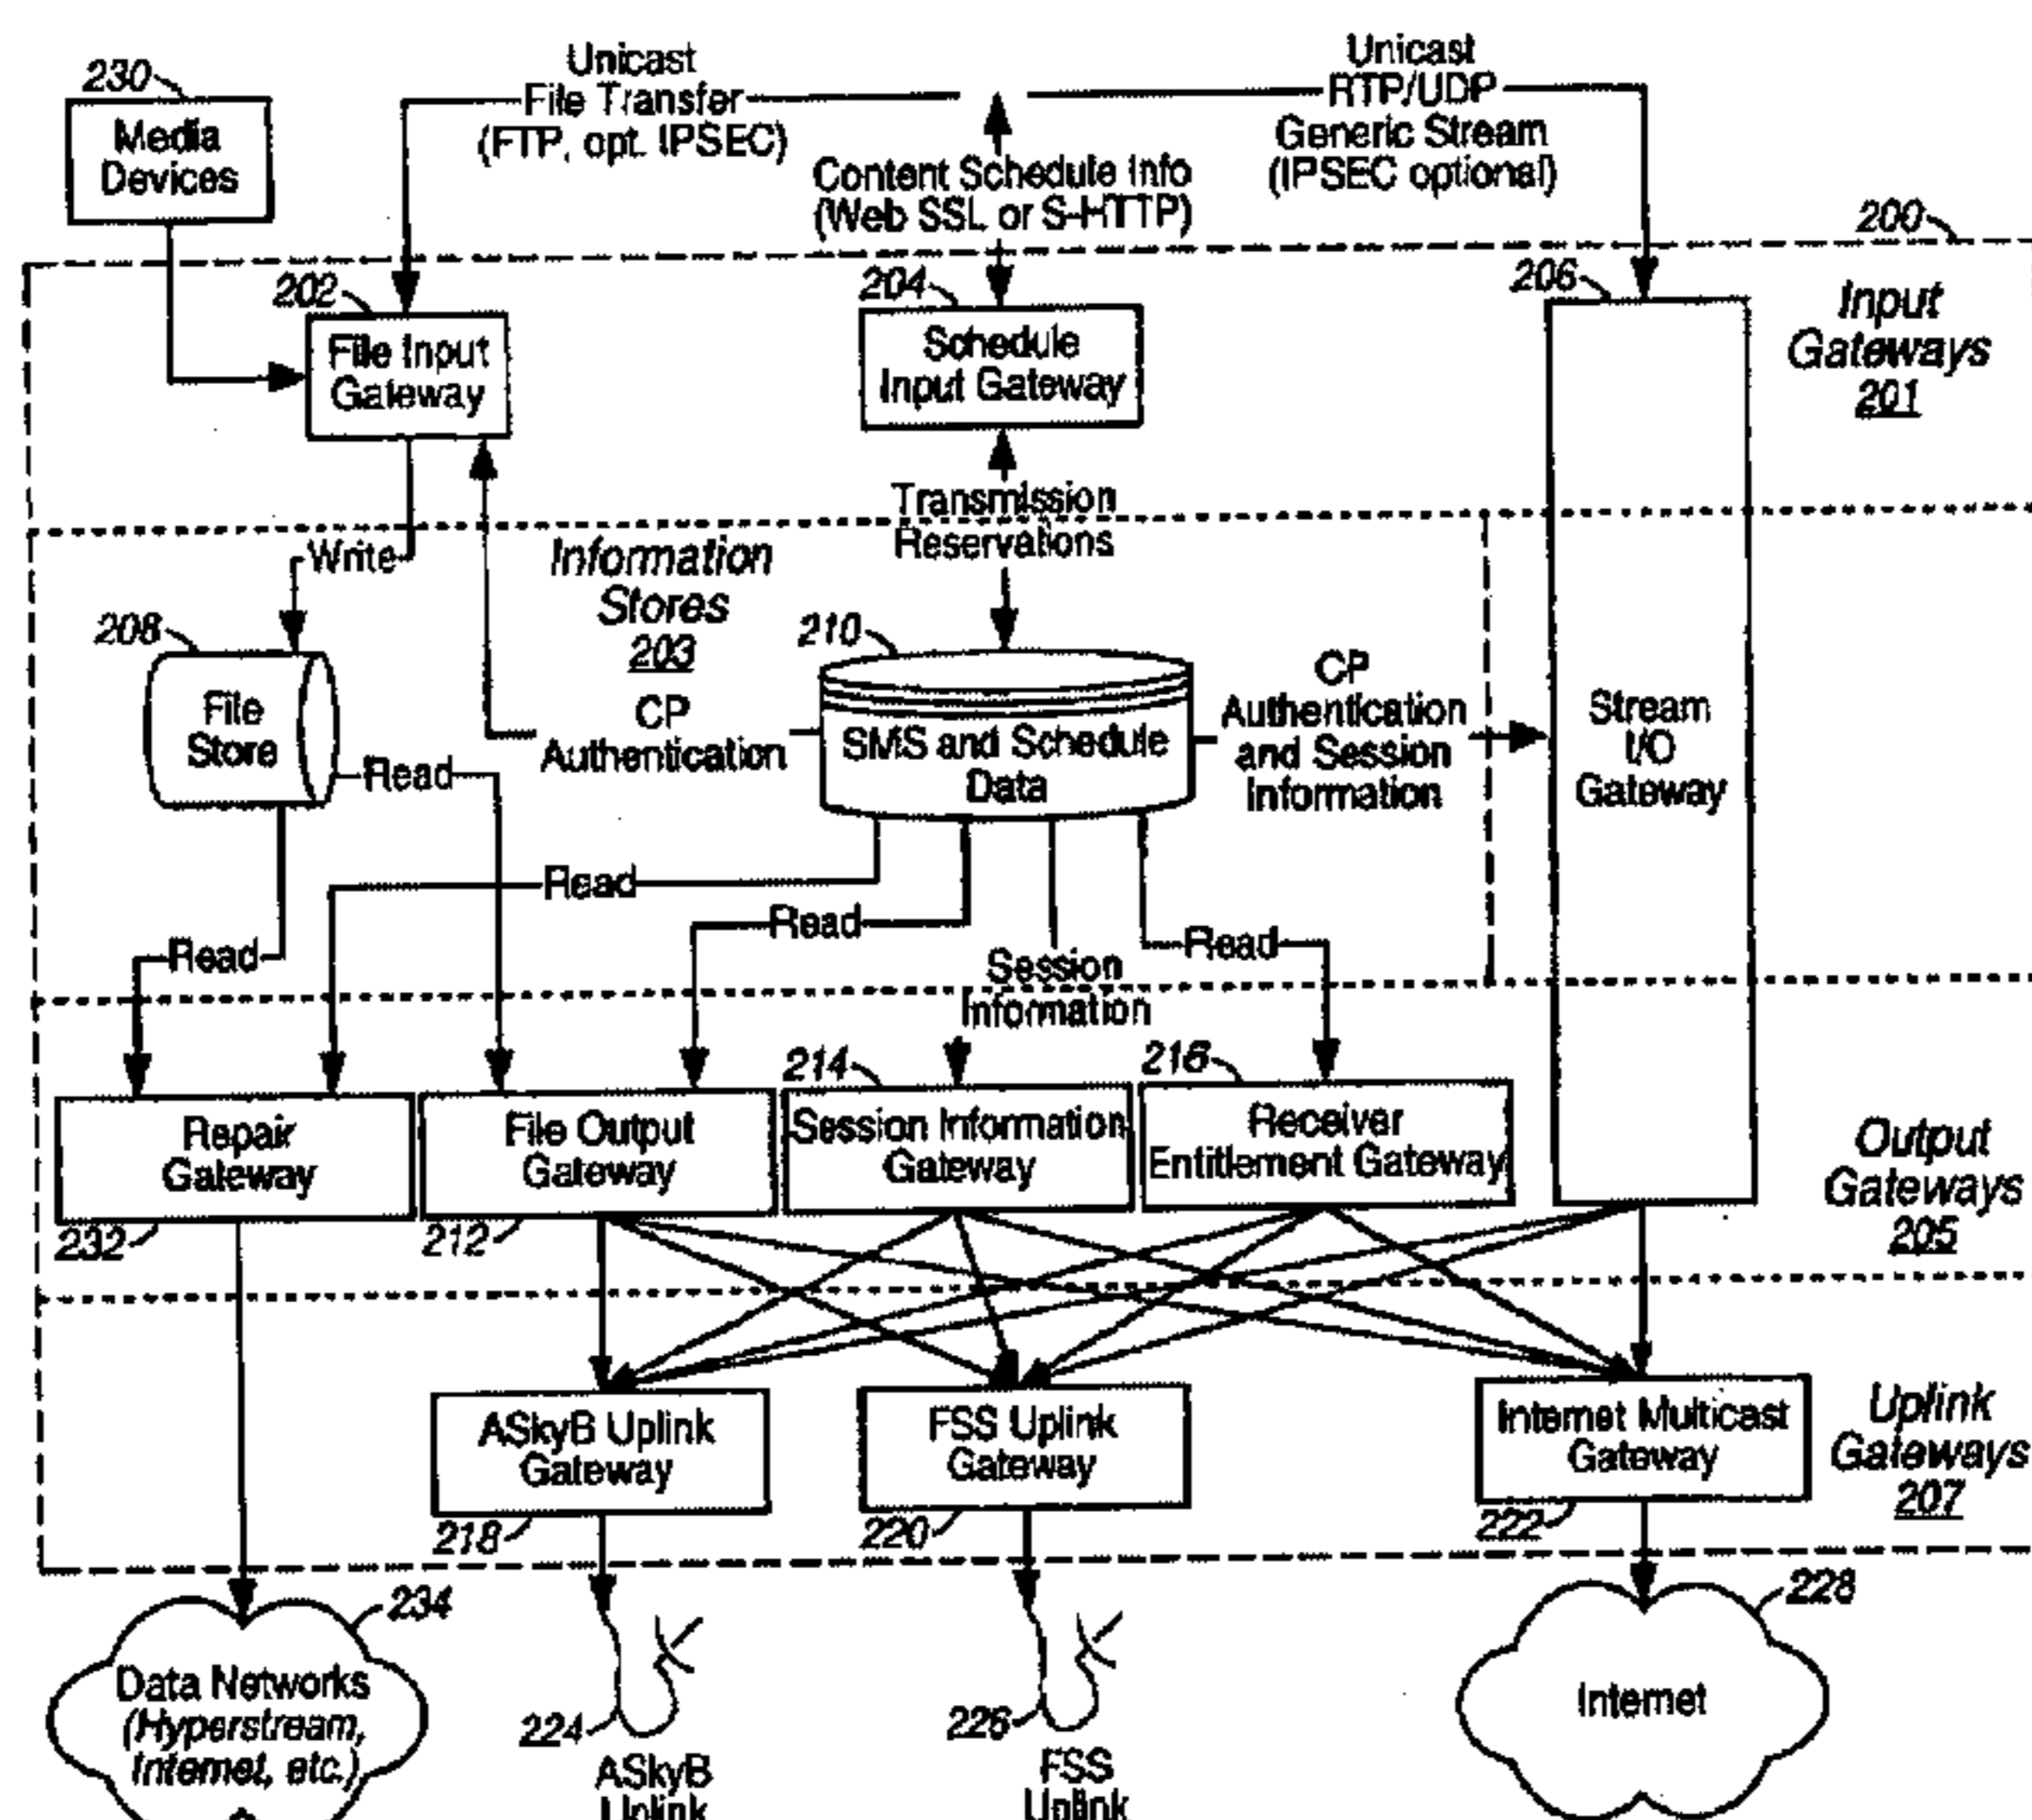 230
Media
Devices
Unicast
File Transfer
(FTP, opt. IPSEC)
Content Schedule Info
(Web SSL or S-HTTP)
Unicast
RTP/UDP
Generic Stream
(IPSEC optional)
200
202
File Input
Gateway
204
Schedule
Input Gateway
206
Input
Gateways
201
Transmission
Reservations
Write
Information
Stores
203
208
File
Store
210
SMS and Schedule
Data
CP
Authentication
CP
Authentication
and Session
Information
Stream
I/O
Gateway
Read
Read
Read
Read
Read
Session
Information
Repair
Gateway
232
File Output
Gateway
212
214
Session Information
Gateway
216
Receiver
Entitlement Gateway
Output
Gateways
205
ASkyB Uplink
Gateway
218
FSS Uplink
Gateway
220
Internet Multicast
Gateway
222
Uplink
Gateways
207
234
Data Networks
(Hyperstream,
Internet, etc.)
224
ASkyB
Uplink
226
FSS
Uplink
228
Internet